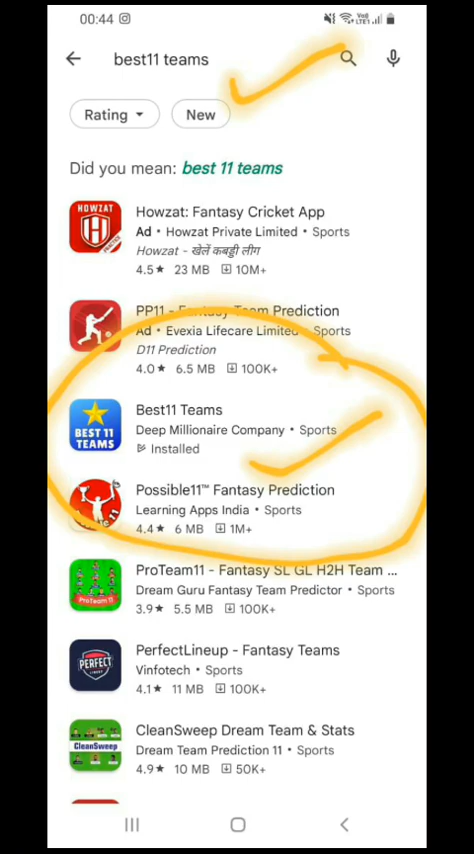 00:44
Vo)
LTE1
best11 teams
Rating
New
Did you mean: best 11 teams
HOWZAT
Howzat: Fantasy Cricket App
Ad • Howzat Private Limited • Sports
Howzat - खेलें कबड्डी लीग
4.5★ 23 MB 10M+
PP11 - Fantasy Team Prediction
Ad • Evexia Lifecare Limited • Sports
D11 Prediction
4.0★ 6.5 MB 100K+
BEST 11
TEAMS
Best11 Teams
Deep Millionaire Company • Sports
Installed
Possible11™ Fantasy Prediction
Learning Apps India • Sports
4.4★ 6 MB 1M+
ProTeam11
ProTeam11 - Fantasy SL GL H2H Team ...
Dream Guru Fantasy Team Predictor • Sports
3.9★ 5.5 MB 100K+
PERFECT
PerfectLineup - Fantasy Teams
Vinfotech • Sports
4.1★ 11 MB 100K+
CleanSweep
CleanSweep Dream Team & Stats
Dream Team Prediction 11 • Sports
4.9★ 10 MB 50K+